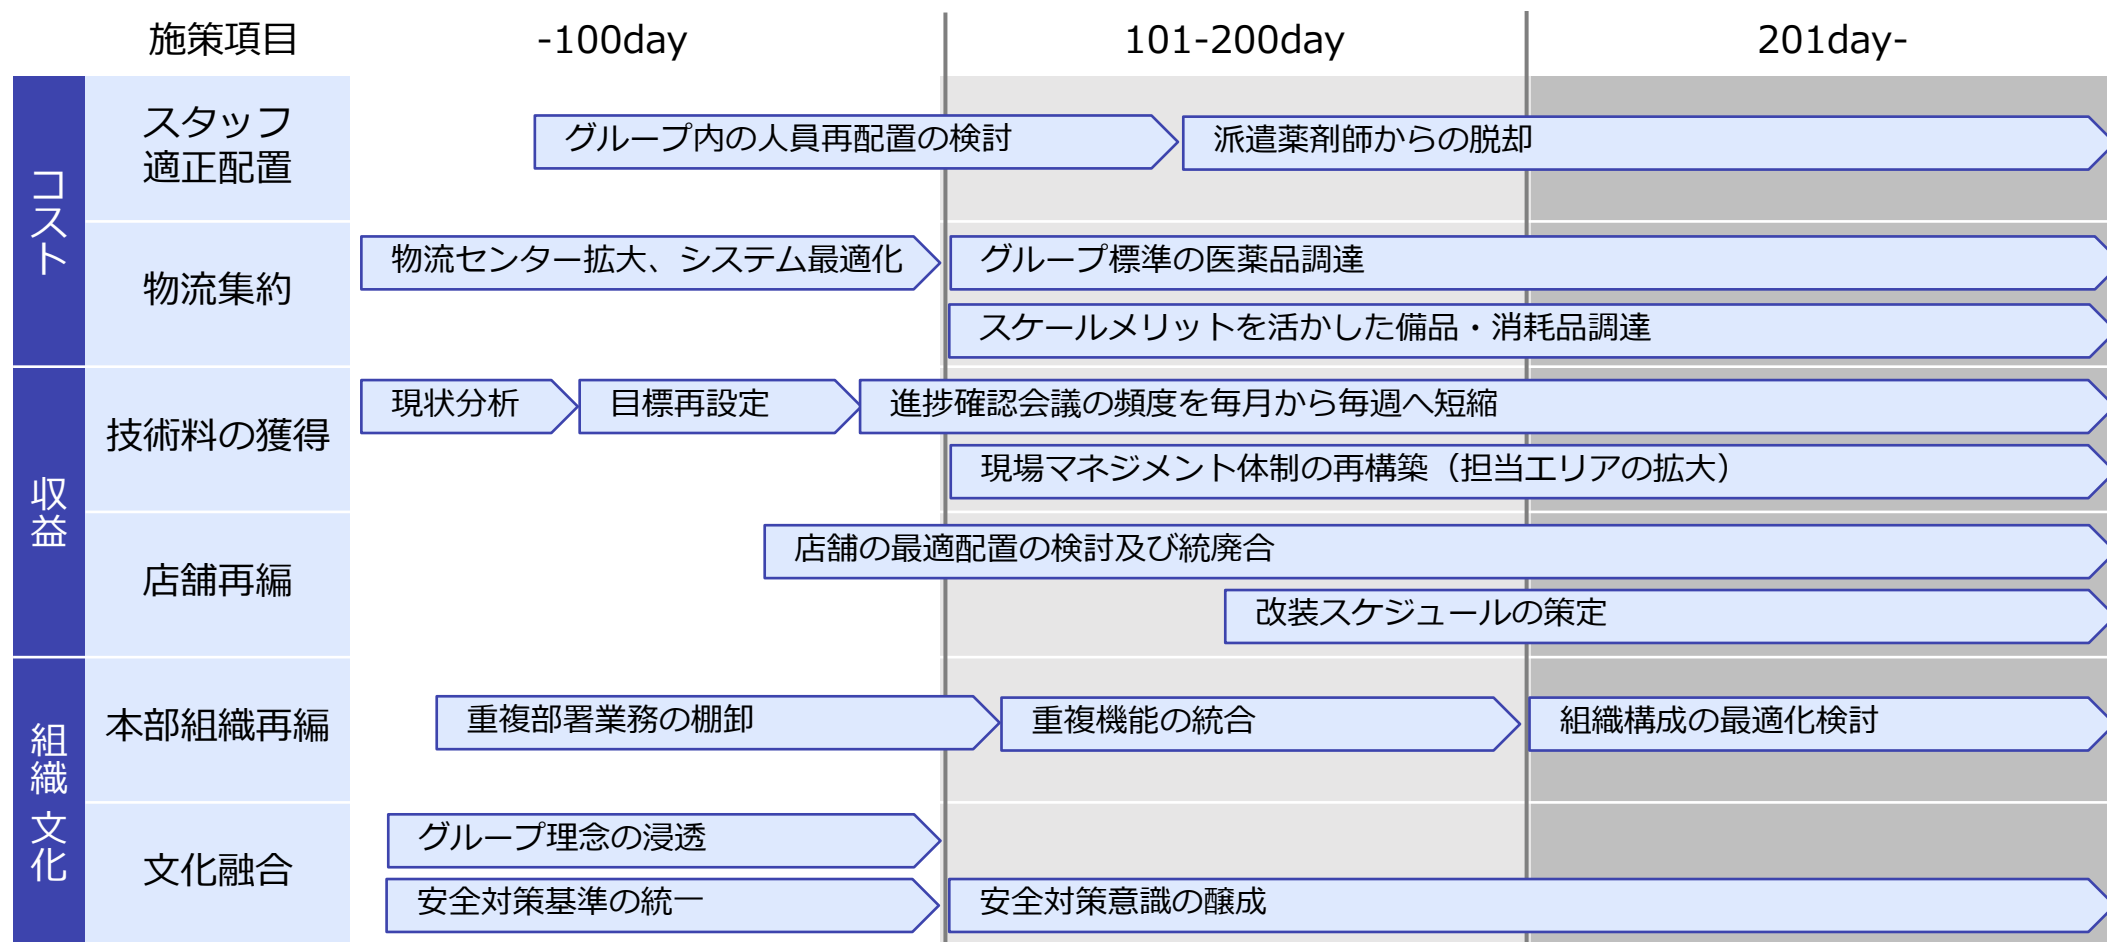 施策項目
-100day
101-200day
201day-
コスト
スタッフ
適正配置
グループ内の人員再配置の検討
派遣薬剤師からの脱却
物流集約
物流センター拡大、システム最適化
グループ標準の医薬品調達
スケールメリットを活かした備品・消耗品調達
収益
技術料の獲得
現状分析
目標再設定
進捗確認会議の頻度を毎月から毎週へ短縮
現場マネジメント体制の再構築（担当エリアの拡大）
店舗再編
店舗の最適配置の検討及び統廃合
改装スケジュールの策定
組織 文化
本部組織再編
重複部署業務の棚卸
重複機能の統合
組織構成の最適化検討
文化融合
グループ理念の浸透
安全対策基準の統一
安全対策意識の醸成